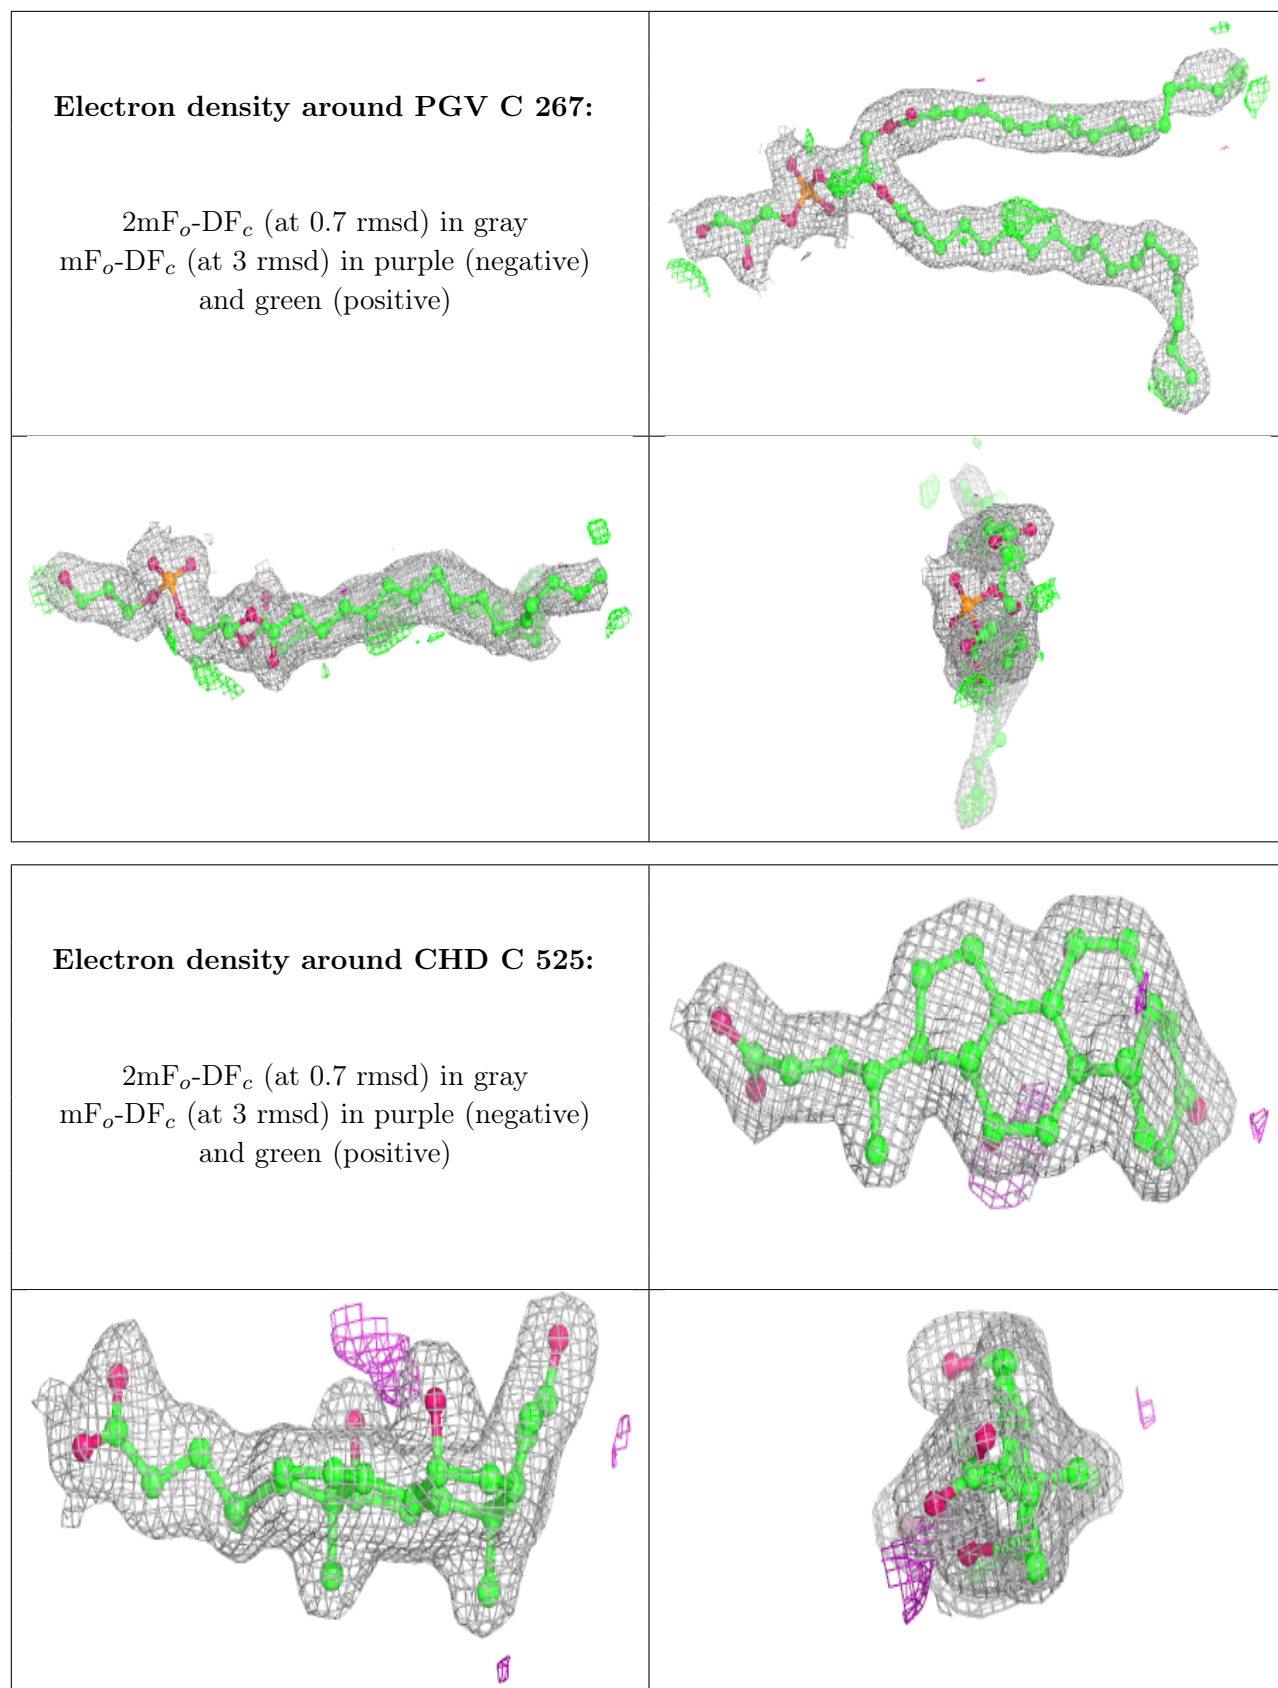 Electron density around PGV C 267:
2mFo-DFc (at 0.7 rmsd) in gray
mFo-DFc (at 3 rmsd) in purple (negative)
and green (positive)
Electron density around CHD C 525:
2mFo-DFc (at 0.7 rmsd) in gray
mFo-DFc (at 3 rmsd) in purple (negative)
and green (positive)